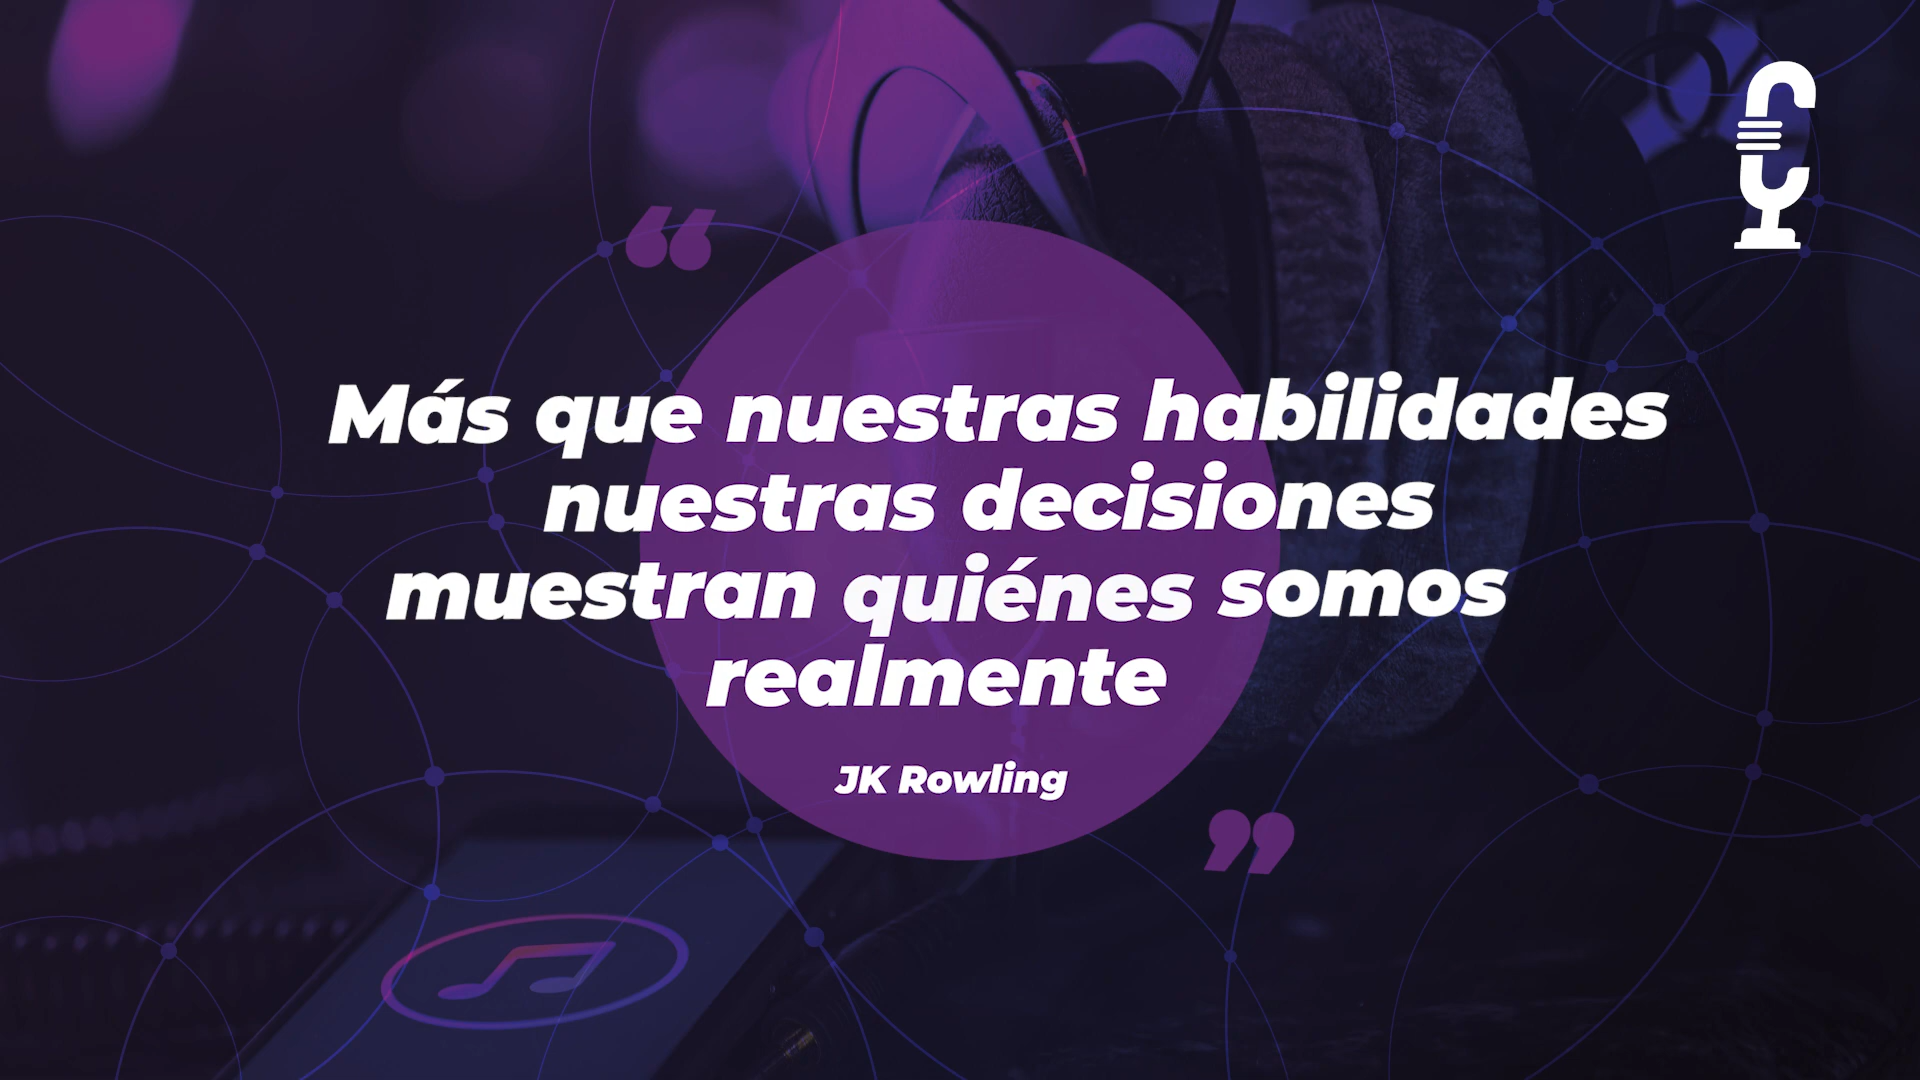 “
Más que nuestras habilidades
nuestras decisiones
muestran quiénes somos
realmente
JK Rowling
”